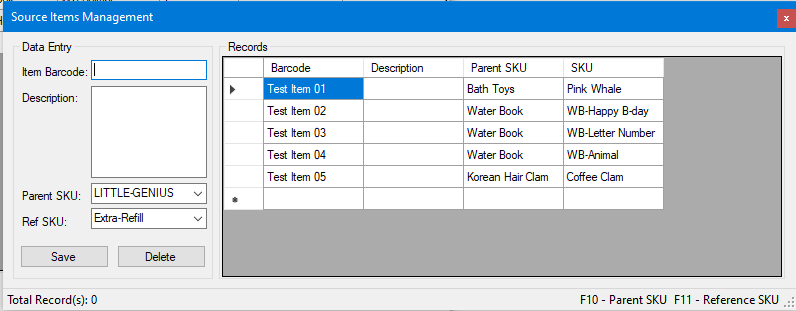 Source Items Management
x
Data Entry
Item Barcode:
Description:
Parent SKU: LITTLE-GENIUS
Ref SKU: Extra-Refill
Save Delete
Records
Barcode Description Parent SKU SKU
Test Item 01 Bath Toys Pink Whale
Test Item 02 Water Book WB-Happy B-day
Test Item 03 Water Book WB-Letter Number
Test Item 04 Water Book WB-Animal
Test Item 05 Korean Hair Clam Coffee Clam
Total Record(s): 0 F10 - Parent SKU F11 - Reference SKU